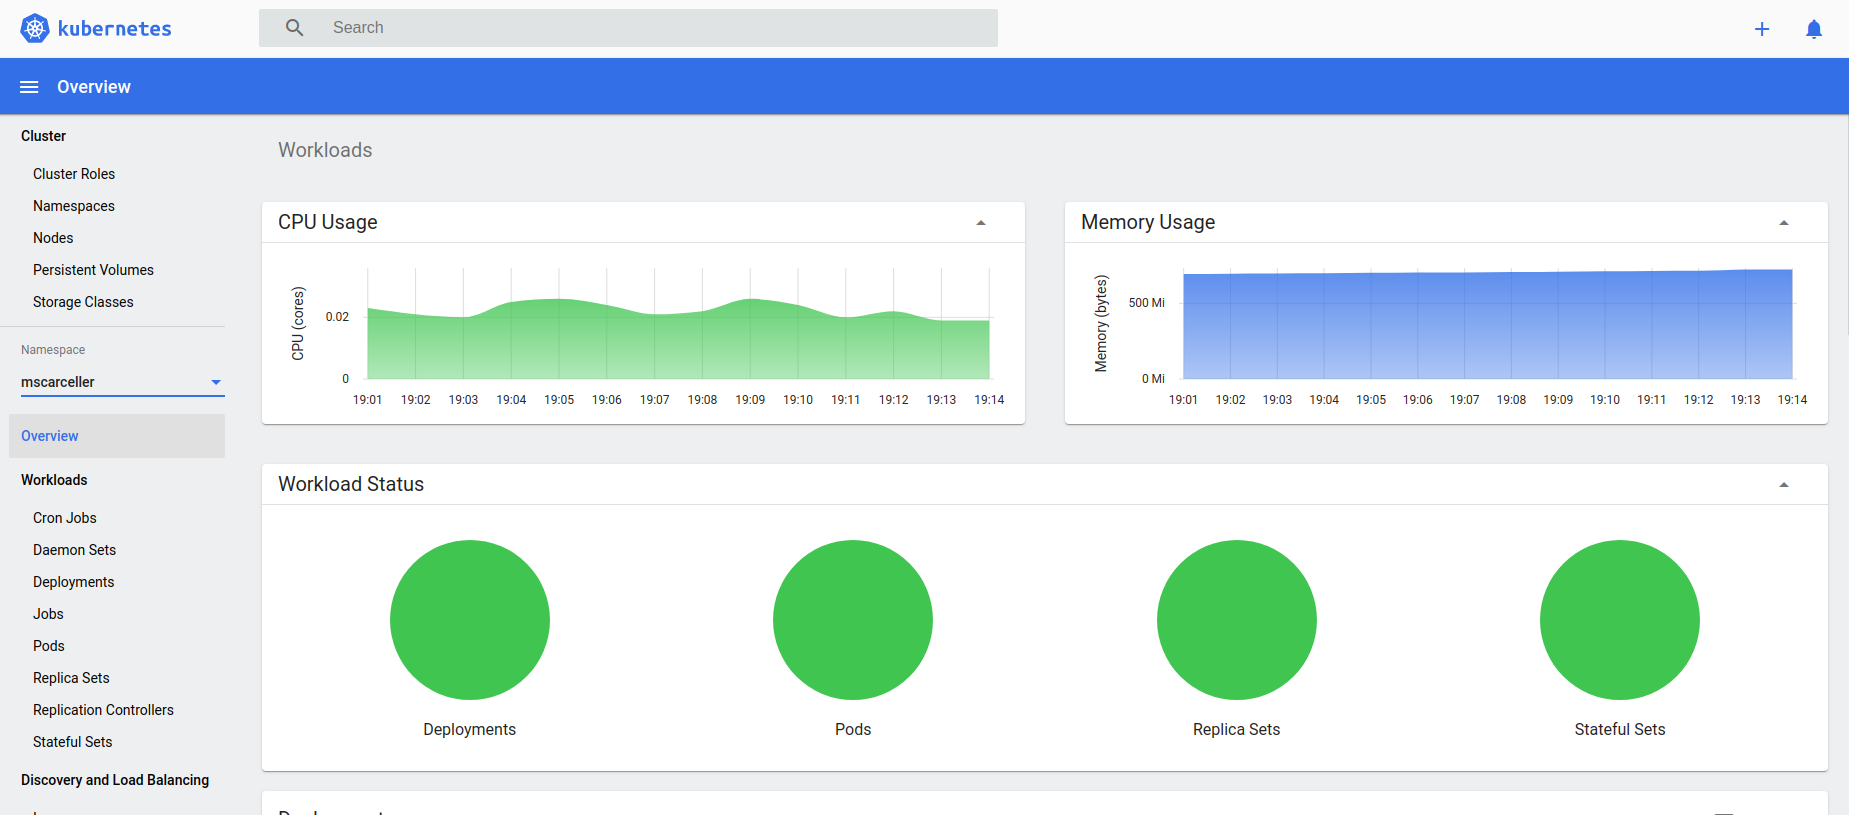 kubernetes
Search
Overview
Cluster
Cluster Roles
Namespaces
Nodes
Persistent Volumes
Storage Classes
Namespace
mscarceller
Overview
Workloads
Cron Jobs
Daemon Sets
Deployments
Jobs
Pods
Replica Sets
Replication Controllers
Stateful Sets
Discovery and Load Balancing
Workloads
CPU Usage
CPU (cores)
0.02
0
19:01 19:02 19:03 19:04 19:05 19:06 19:07 19:08 19:09 19:10 19:11 19:12 19:13 19:14
Memory Usage
Memory (bytes)
500 Mi
0 Mi
19:01 19:02 19:03 19:04 19:05 19:06 19:07 19:08 19:09 19:10 19:11 19:12 19:13 19:14
Workload Status
Deployments
Pods
Replica Sets
Stateful Sets